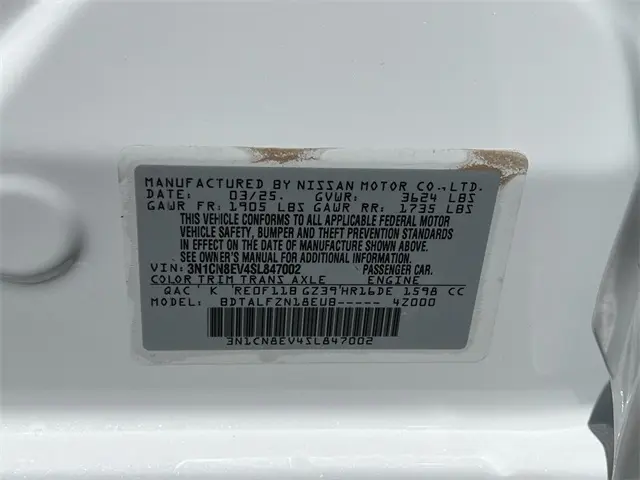 MANUFACTURED BY NISSAN MOTOR CO.,LTD.
DATE: 03/25. GVWR: 3624 LBS
GAWR FR: 1905 LBS GAWR RR: 1735 LBS
THIS VEHICLE CONFORMS TO ALL APPLICABLE FEDERAL MOTOR
VEHICLE SAFETY, BUMPER AND THEFT PREVENTION STANDARDS
IN EFFECT ON THE DATE OF MANUFACTURE SHOWN ABOVE.
SEE OWNER'S MANUAL FOR ADDITIONAL INFORMATION.
VIN: 3N1CN8EV4SL847002 PASSENGER CAR.
COLOR TRIM TRANS AXLE ENGINE
QAC K RE0F11B GZ39 HR16DE 1598 CC
MODEL: BDTALFZN18EUB----- 4Z000
3N1CN8EV4SL847002